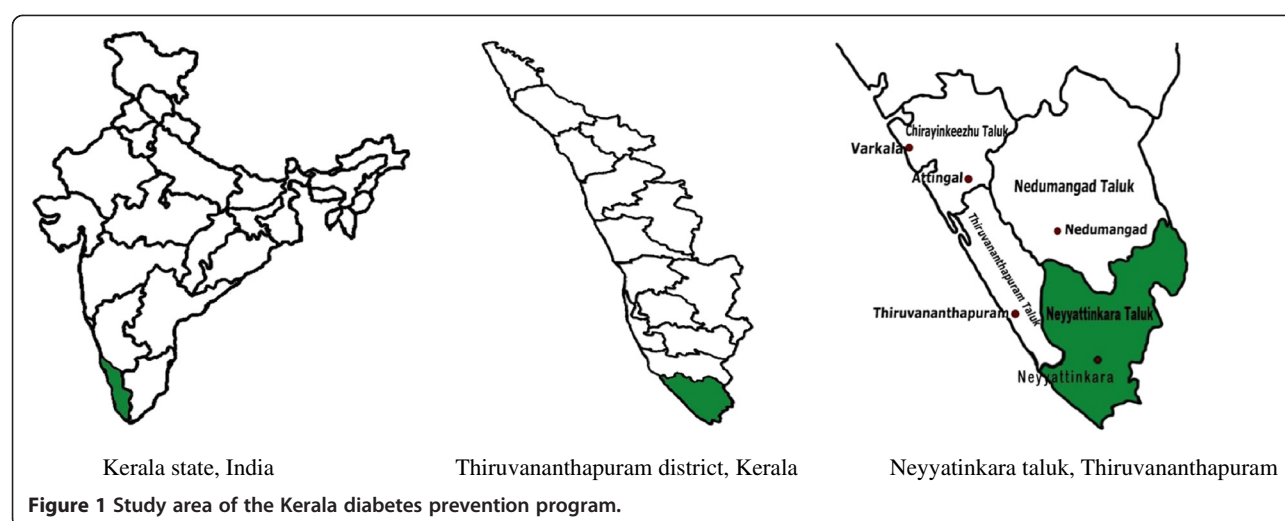 Chirayinkeezhu Taluk
Varkala
Attingal
Nedumangad Taluk
Nedumangad
Thiruvananthapuram Taluk
Thiruvananthapuram
Neyyattinkara Taluk
Neyyattinkara
Kerala state, India
Thiruvananthapuram district, Kerala
Neyyatinkara taluk, Thiruvananthapuram
Figure 1 Study area of the Kerala diabetes prevention program.